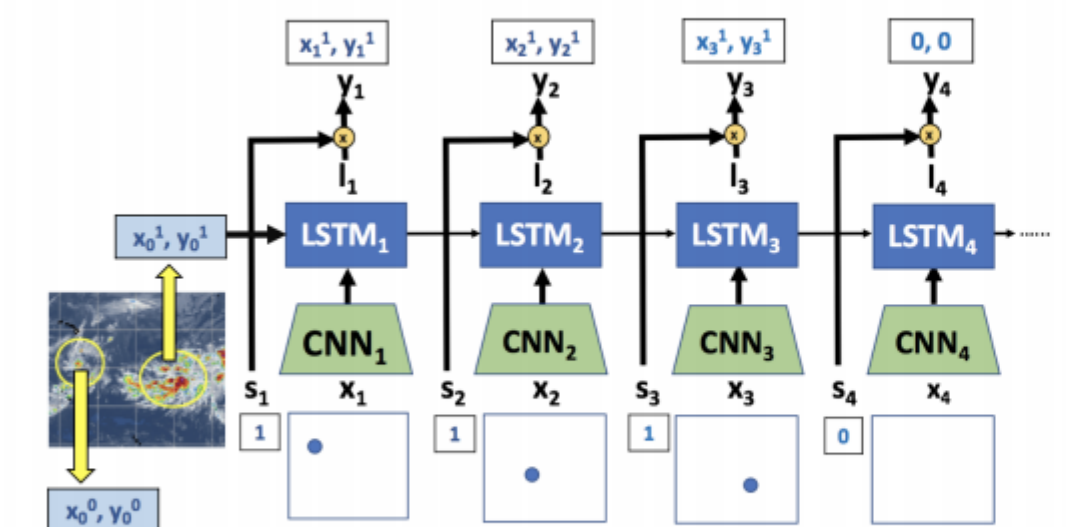 x₁¹, y₁¹ x₂¹, y₂¹ x₃¹, y₃¹ 0, 0
y₁ y₂ y₃ y₄
x x x x
l₁ l₂ l₃ l₄
x₀¹, y₀¹ LSTM₁ LSTM₂ LSTM₃ LSTM₄ ......
CNN₁ CNN₂ CNN₃ CNN₄
s₁ x₁ s₂ x₂ s₃ x₃ s₄ x₄
1 1 1 0
x₀⁰, y₀⁰